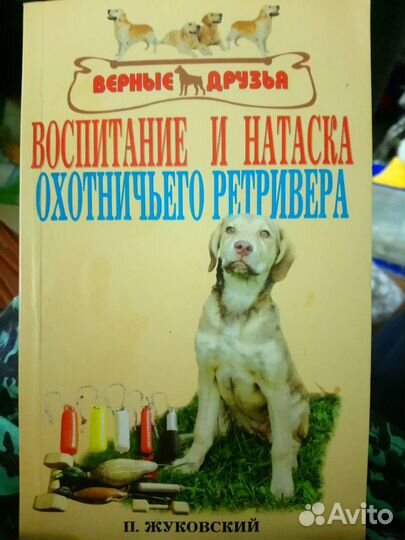 ВЕРНЫЕ ДРУЗЬЯ
ВОСПИТАНИЕ И НАТАСКА
ОХОТНИЧЬЕГО РЕТРИВЕРА
П. ЖУКОВСКИЙ
Avito